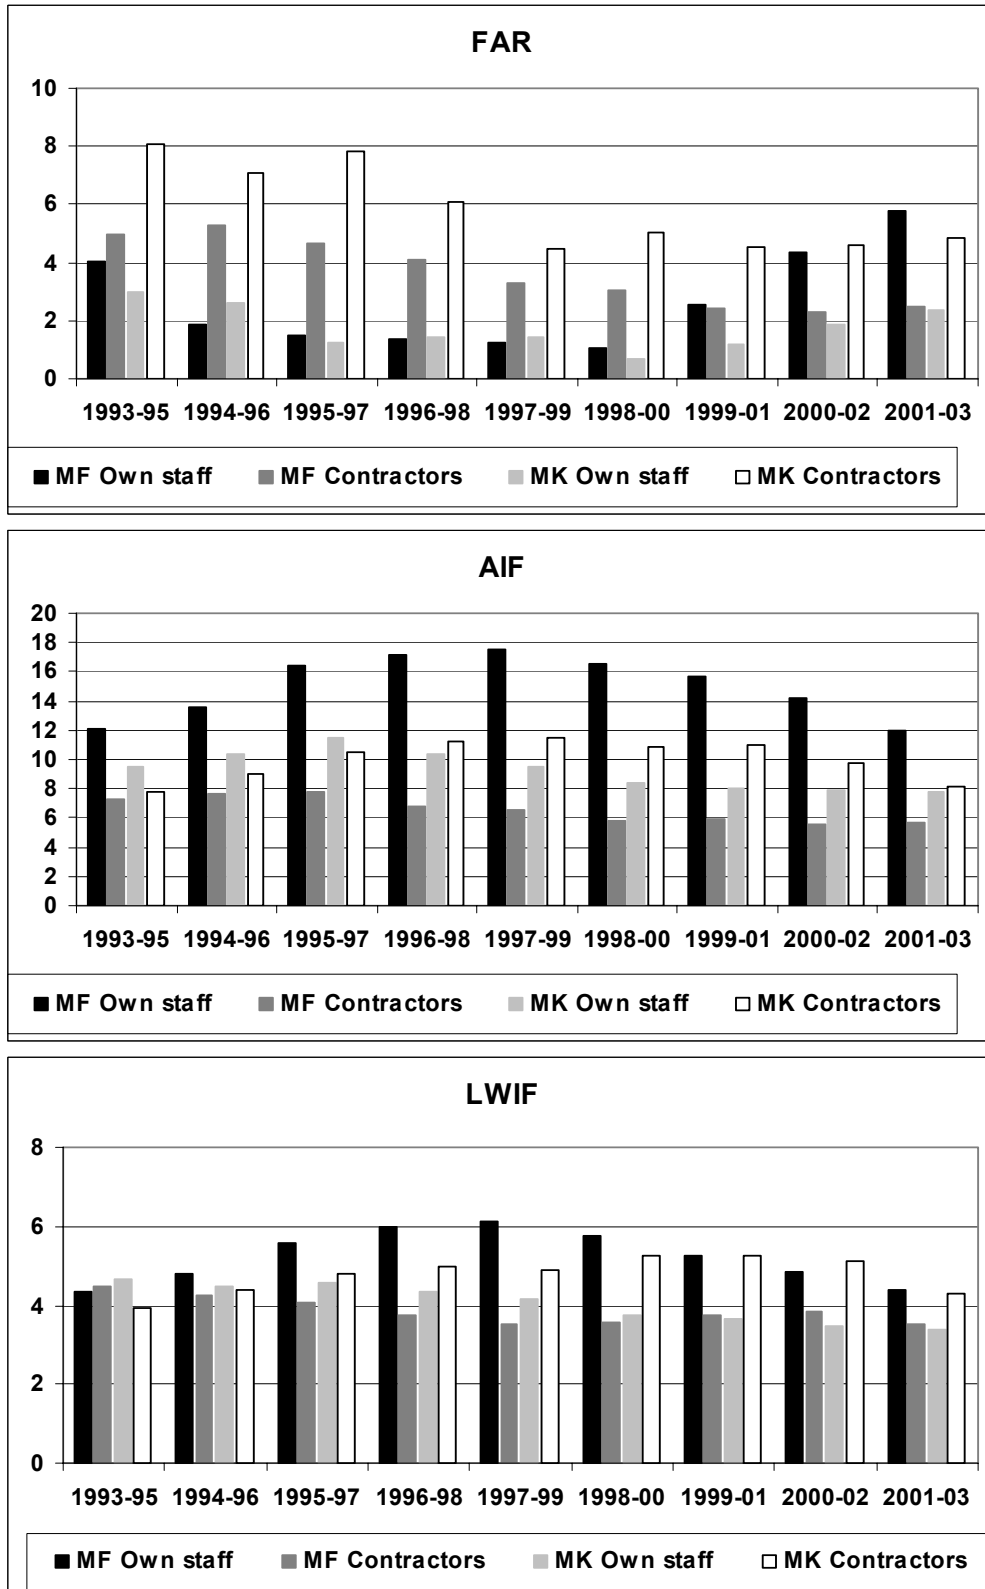 FAR
10
8
6
4
2
0
1993-95 1994-96 1995-97 1996-98 1997-99 1998-00 1999-01 2000-02 2001-03
MF Own staff MF Contractors MK Own staff MK Contractors
AIF
20
18
16
14
12
10
8
6
4
2
0
1993-95 1994-96 1995-97 1996-98 1997-99 1998-00 1999-01 2000-02 2001-03
MF Own staff MF Contractors MK Own staff MK Contractors
LWIF
8
6
4
2
0
1993-95 1994-96 1995-97 1996-98 1997-99 1998-00 1999-01 2000-02 2001-03
MF Own staff MF Contractors MK Own staff MK Contractors